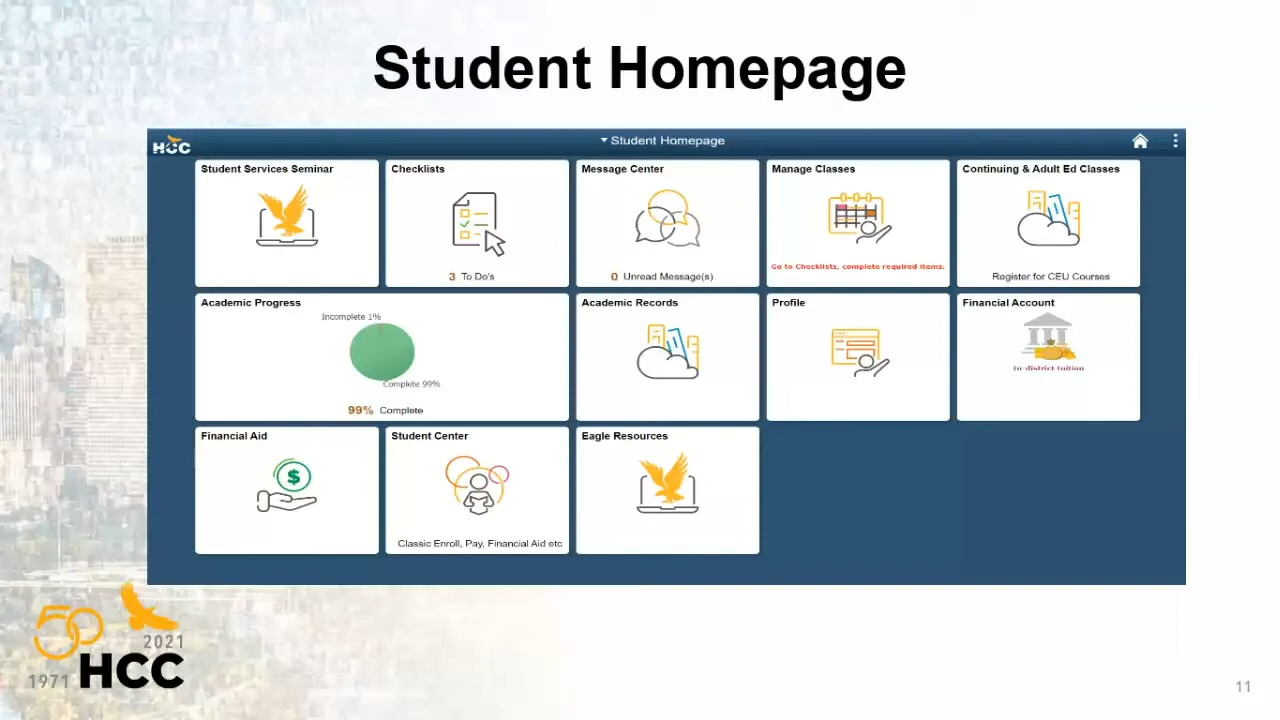 Student Homepage
HCC
Student Homepage
Student Services Seminar
Checklists
3 To Do's
Message Center
0 Unread Message(s)
Manage Classes
Go to Checklists, complete required items.
Continuing & Adult Ed Classes
Register for CEU Courses
Academic Progress
Incomplete 1%
Complete 99%
99% Complete
Academic Records
Profile
Financial Account
In-district tuition
Financial Aid
$
Student Center
Classic Enroll, Pay, Financial Aid etc
Eagle Resources
50
2021
1971 HCC
11